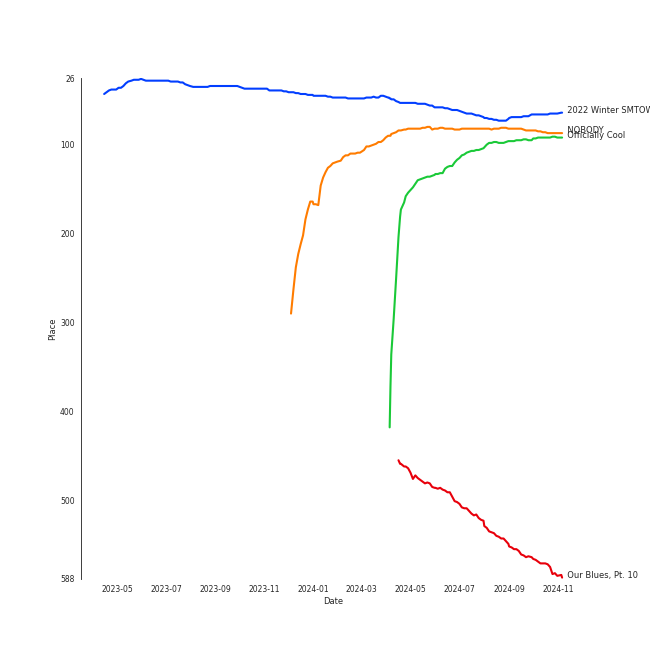 26
2022 Winter SMTOW
NOBODY
Officially Cool
100
200
300
Place
400
500
588
Our Blues, Pt. 10
2023-05 2023-07 2023-09 2023-11 2024-01 2024-03 2024-05 2024-07 2024-09 2024-11
Date